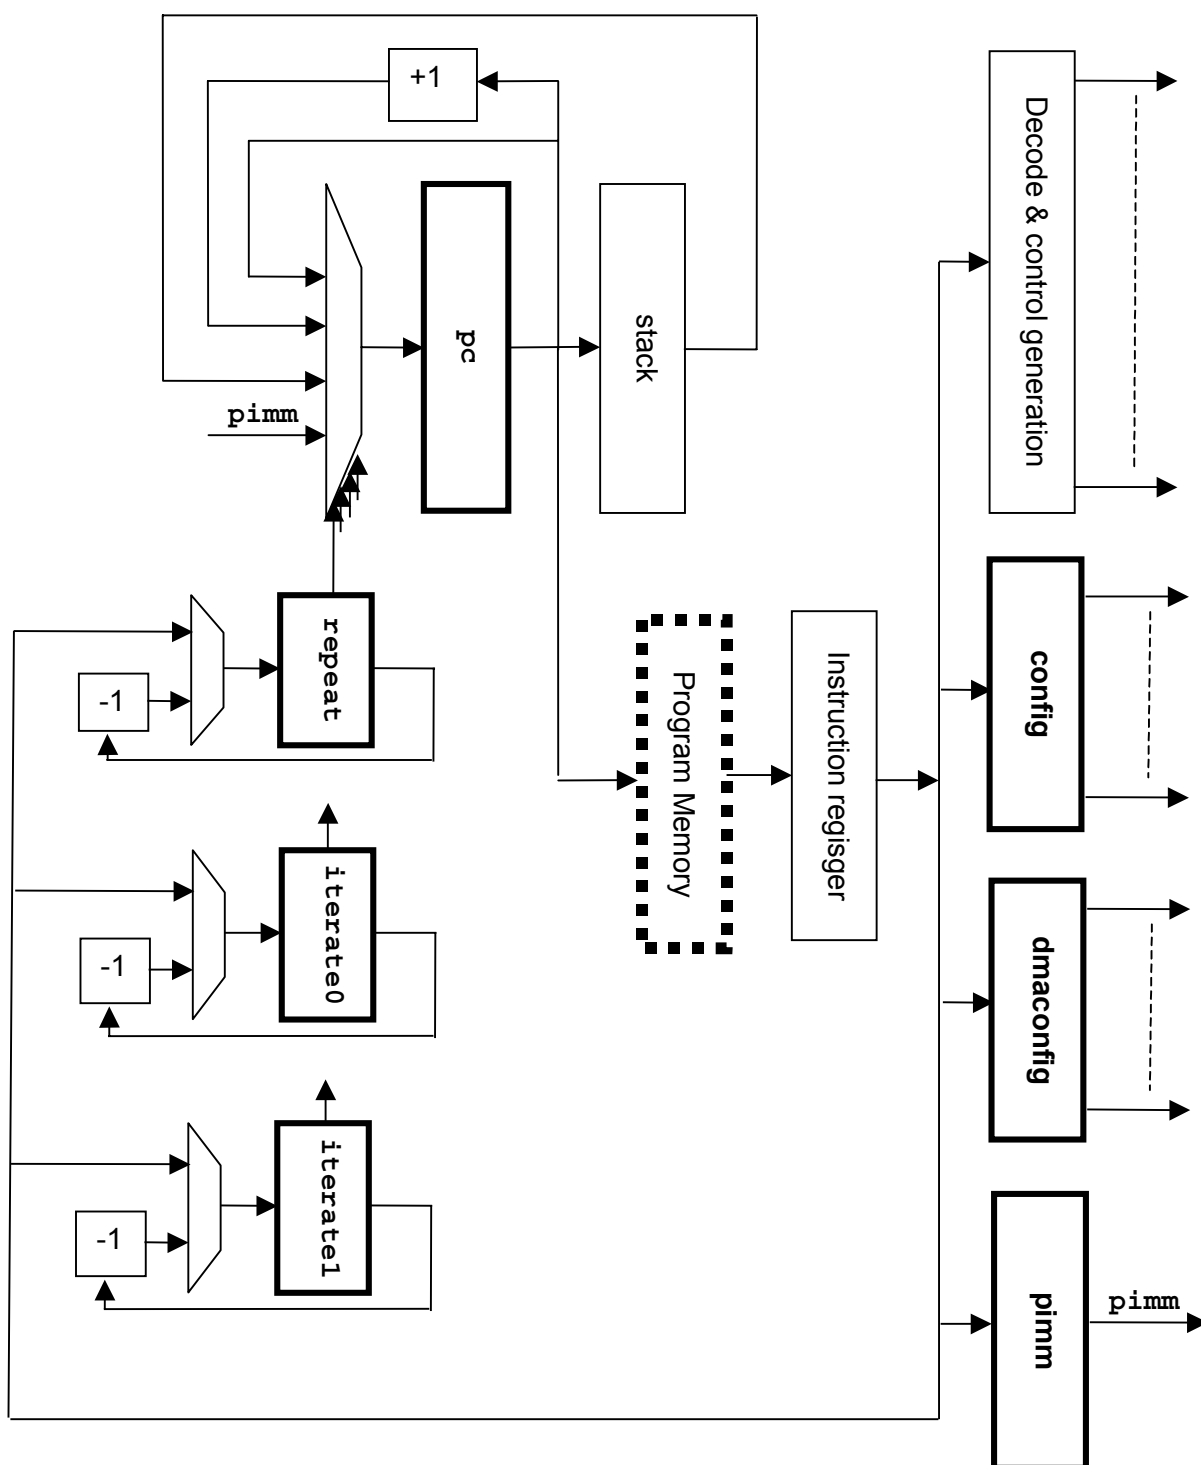 +1
Decode & control generation
pc
stack
pimm
repeat
-1
Program Memory
Instruction regisger
config
iterate0
-1
dmaconfig
iterate1
-1
pimm
pimm